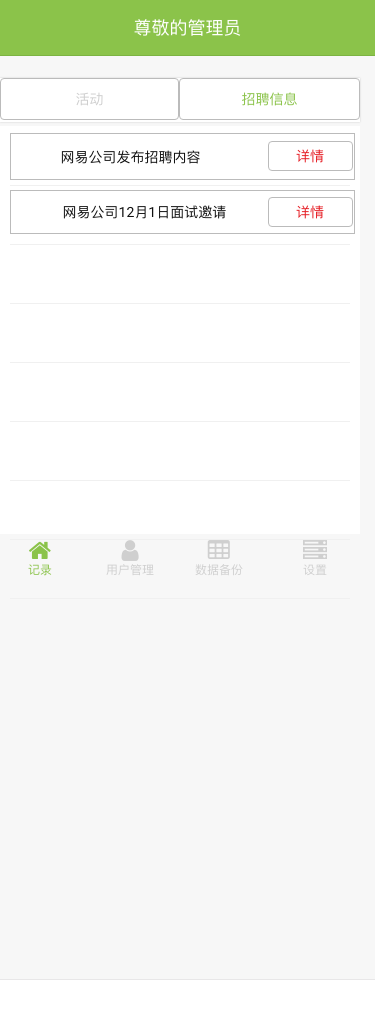 尊敬的管理员
活动
招聘信息
网易公司发布招聘内容
详情
网易公司12月1日面试邀请
详情
记录
用户管理
数据备份
设置